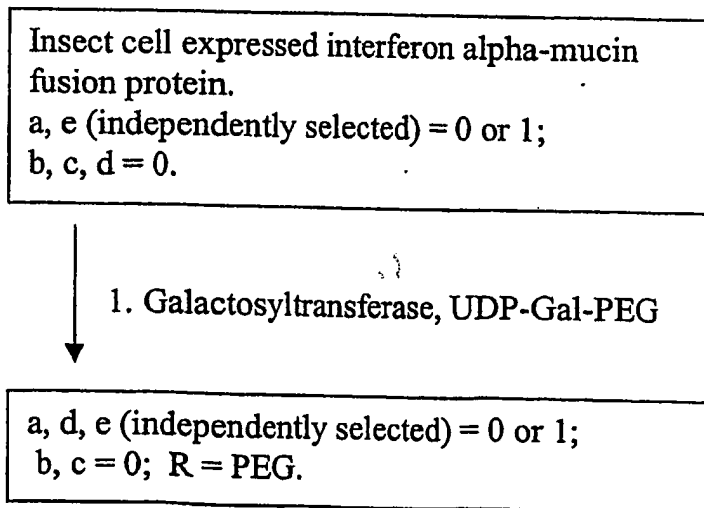 Insect cell expressed interferon alpha-mucin
fusion protein.
a, e (independently selected) = 0 or 1;
b, c, d = 0.
1. Galactosyltransferase, UDP-Gal-PEG
a, d, e (independently selected) = 0 or 1;
b, c = 0; R = PEG.